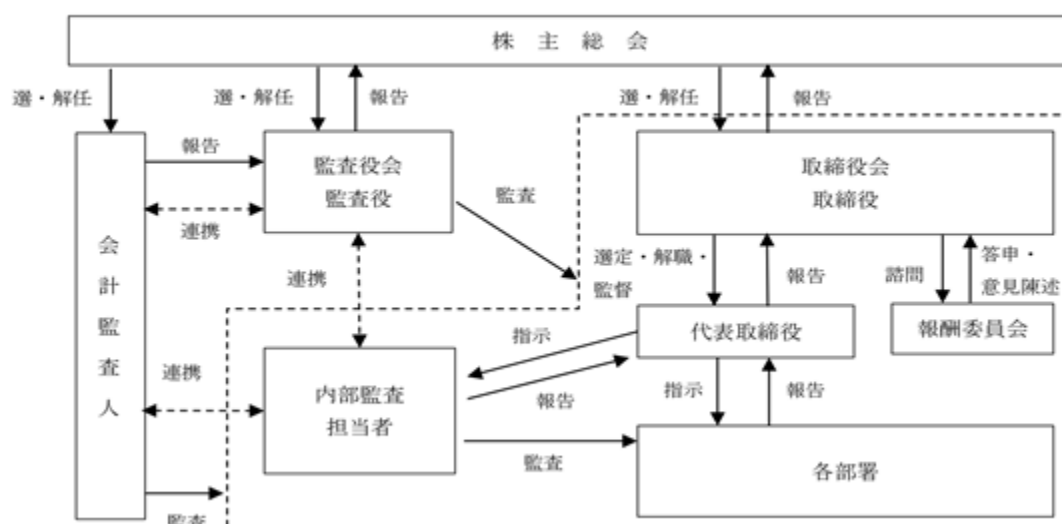 株主総会
選・解任
選・解任
報告
選・解任
報告
報告
監査役会
監査役
取締役会
取締役
監査
連携
会計監査人
連携
選定・解職・
監督
報告
諮問
答申・
意見陳述
指示
代表取締役
報酬委員会
連携
内部監査
担当者
報告
指示
報告
監査
各部署
監査